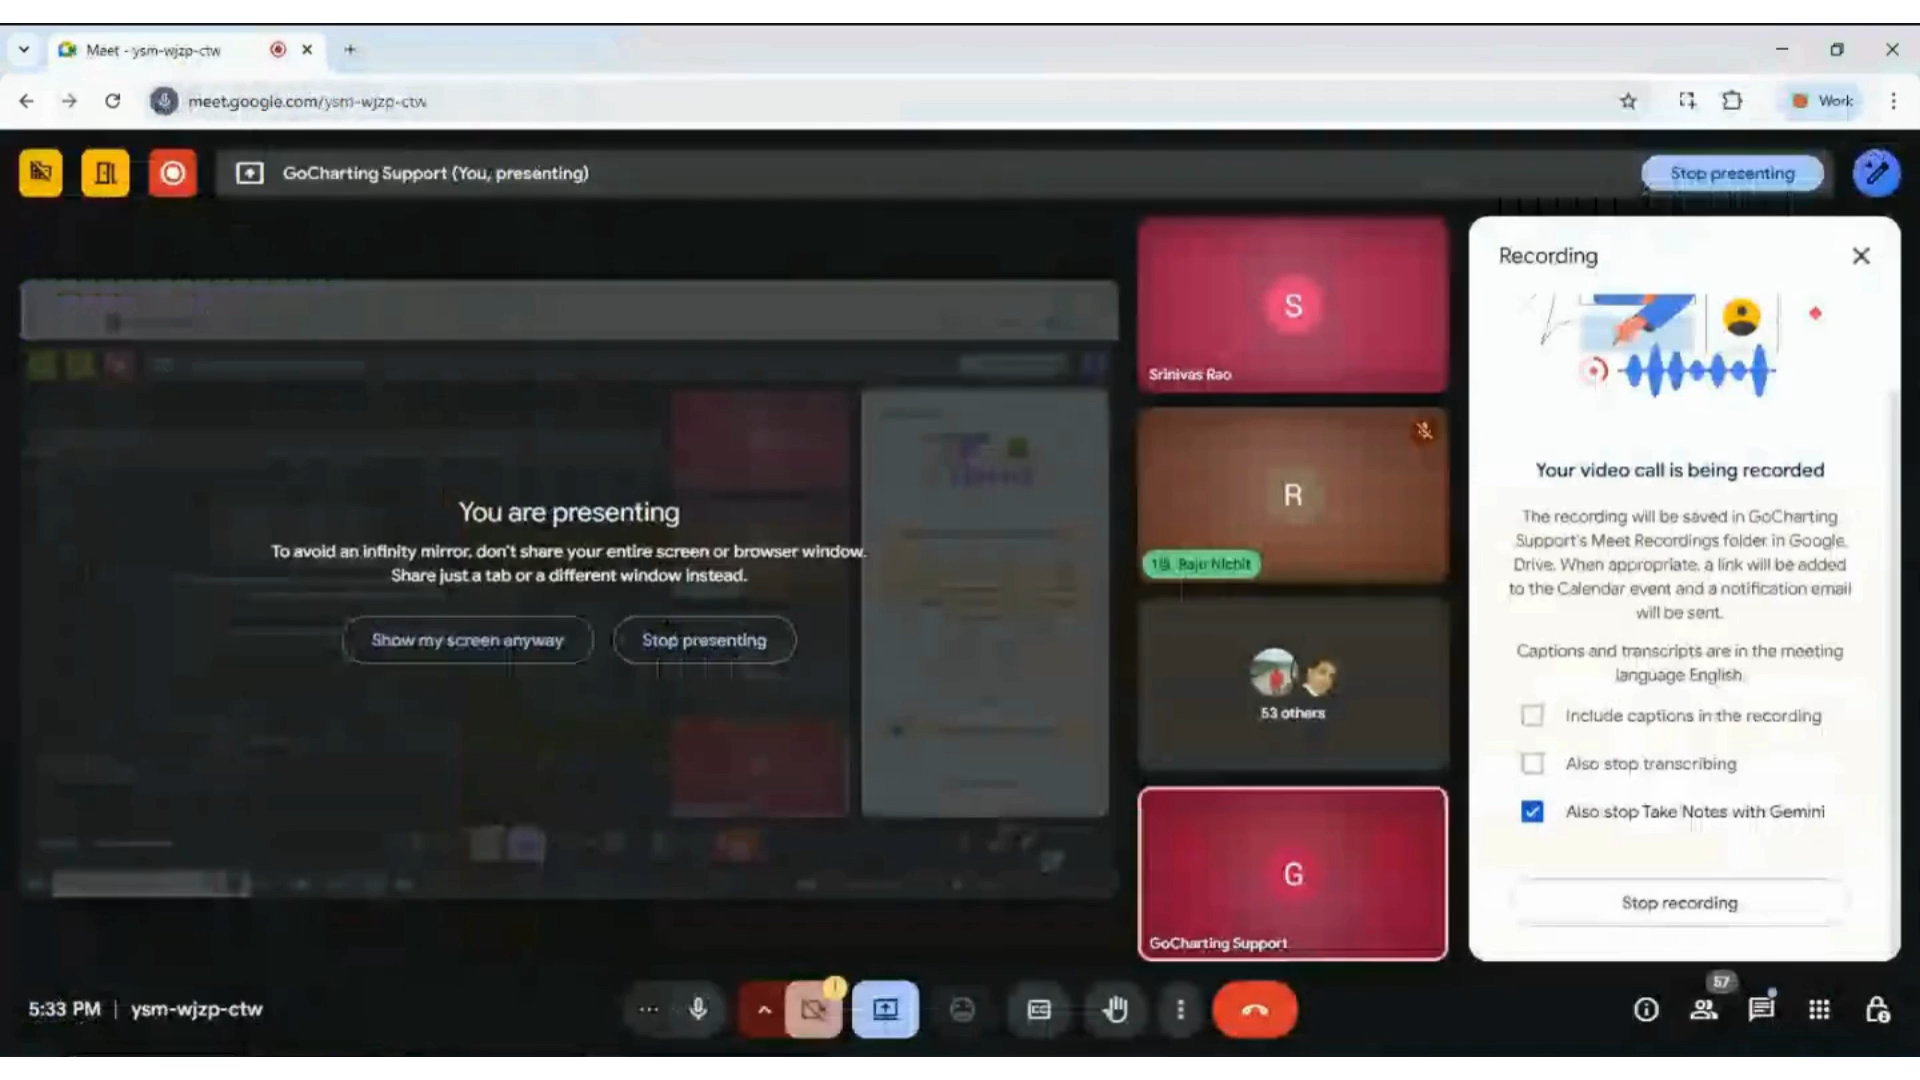 Meet - ysm-wjzp-ctw
meet.google.com/ysm-wjzp-ctw
Work
GoCharting Support (You, presenting)
Stop presenting
You are presenting
To avoid an infinity mirror, don't share your entire screen or browser window.
Share just a tab or a different window instead.
Show my screen anyway
Stop presenting
S
Srinivas Rao
R
Raju Nichit
53 others
G
GoCharting Support
Recording
Your video call is being recorded
The recording will be saved in GoCharting
Support's Meet Recordings folder in Google
Drive. When appropriate, a link will be added
to the Calendar event and a notification email
will be sent.
Captions and transcripts are in the meeting
language English.
Include captions in the recording
Also stop transcribing
Also stop Take Notes with Gemini
Stop recording
5:33 PM | ysm-wjzp-ctw
CC
57